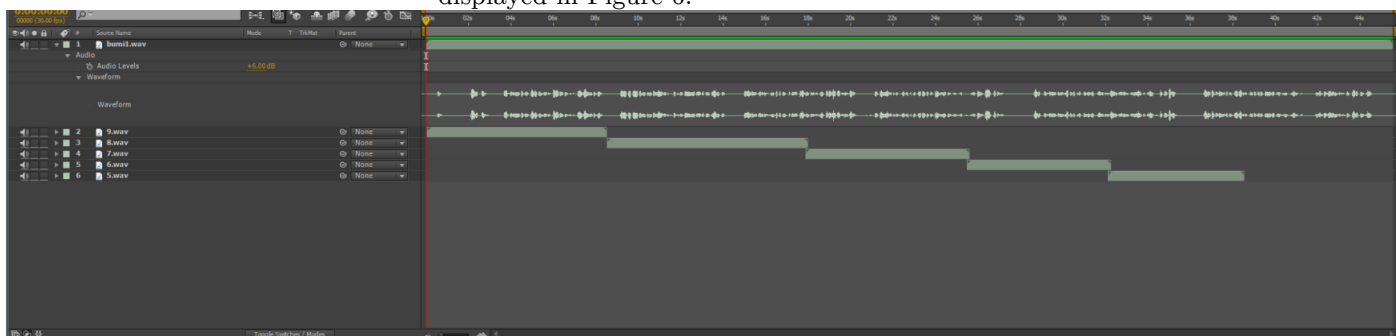 displayed in Figure 6.
0:00:00:00
00000 (30.00 fps)
02s 04s 06s 08s 10s 12s 14s 16s 18s 20s 22s 24s 26s 28s 30s 32s 34s 36s 38s 40s 42s 44s
# Source Name Mode T TrkMat Parent
1 bumi1.wav None
Audio
Audio Levels +6.00 dB
Waveform
Waveform
2 9.wav None
3 8.wav None
4 7.wav None
5 6.wav None
6 5.wav None
Toggle Switches / Modes